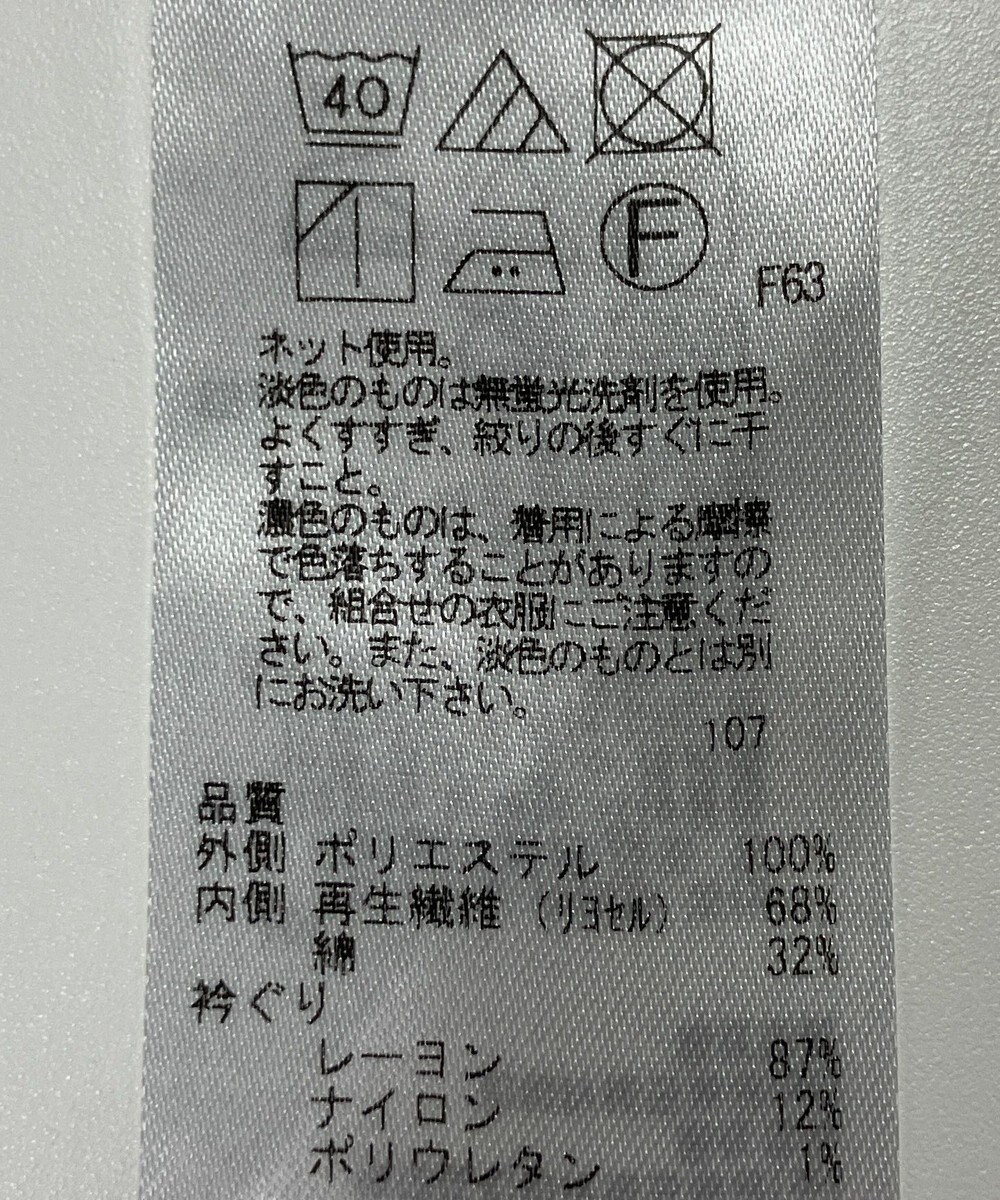 40
F
F63
ネット使用。
淡色のものは無蛍光洗剤を使用。
よくすすぎ、絞りの後すぐに干
すこと。
濃色のものは、着用による摩擦
で色落ちすることがありますの
で、組合せの衣服にご注意くだ
さい。また、淡色のものとは別
にお洗い下さい。
107
品質
外側 ポリエステル 100%
内側 再生繊維（リヨセル） 68%
綿 32%
衿ぐり
レーヨン 87%
ナイロン 12%
ポリウレタン 1%